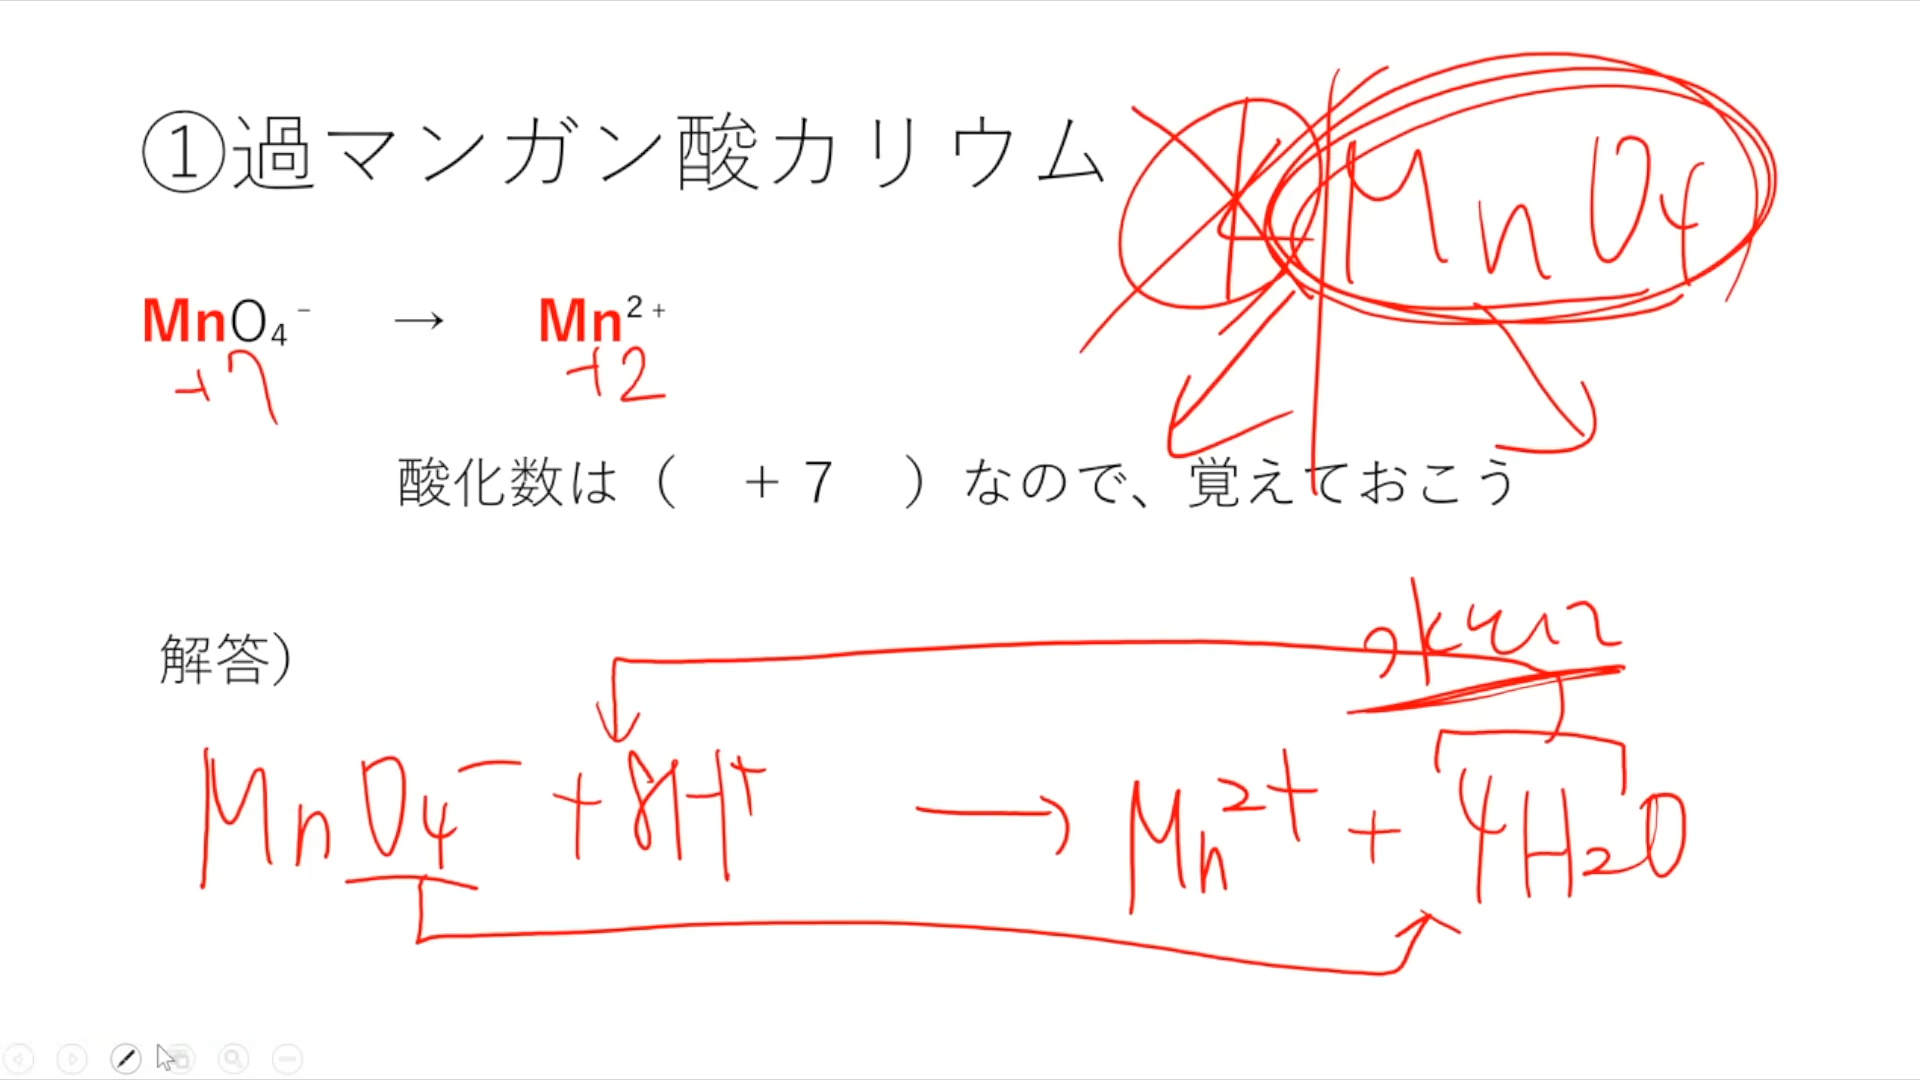 ①過マンガン酸カリウム
MnO₄
MnO₄⁻ → Mn²⁺
+7 +2
酸化数は（ +7 ）なので、覚えておこう
解答)
MnO₄⁻ + 8H⁺ → Mn²⁺ + 4H₂O